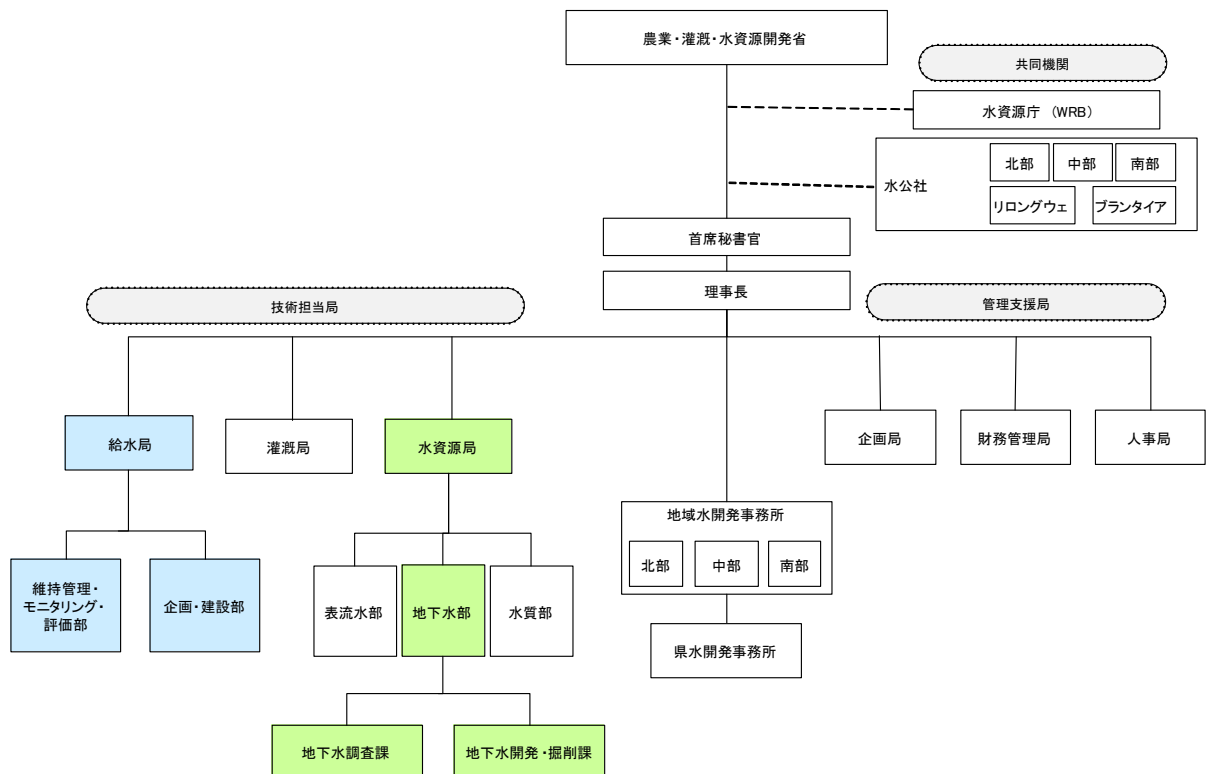 農業・灌漑・水資源開発省
共同機関
水資源庁 (WRB)
水公社
北部
中部
南部
リロングウェ
ブランタイア
首席秘書官
理事長
技術担当局
管理支援局
給水局
灌漑局
水資源局
企画局
財務管理局
人事局
地域水開発事務所
北部
中部
南部
維持管理・
モニタリング・
評価部
企画・建設部
表流水部
地下水部
水質部
県水開発事務所
地下水調査課
地下水開発・掘削課